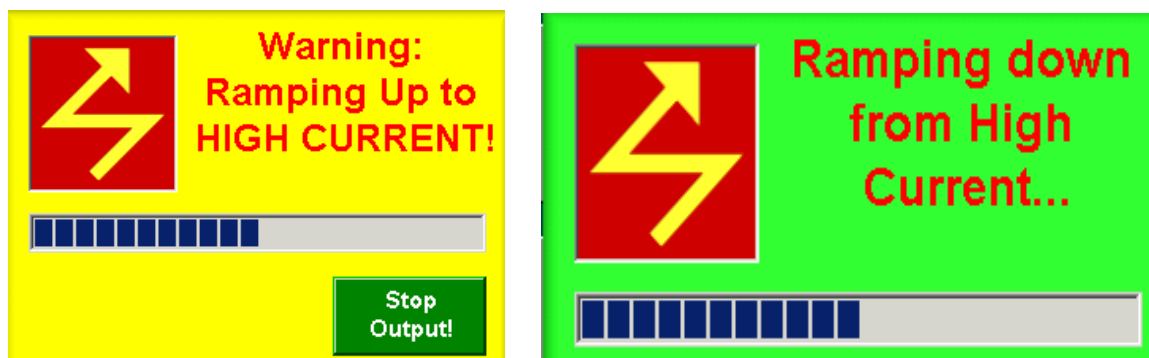 Warning:
Ramping Up to
HIGH CURRENT!
Stop
Output!
Ramping down
from High
Current...